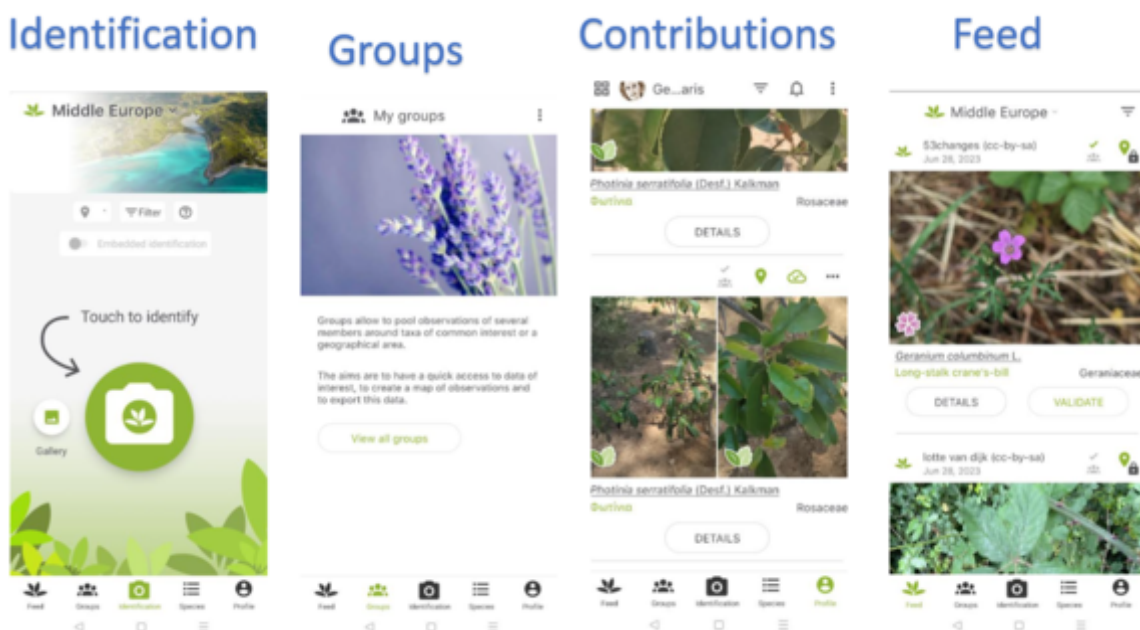 Identification
Middle Europe
Filter
Embedded identification
Touch to identify
Gallery
Feed
Groups
Identification
Species
Profile
Groups
My groups
Groups allow to pool observations of several
members around taxa of common interest or a
geographical area.
The aims are to have a quick access to data of
interest, to create a map of observations and
to export this data.
View all groups
Feed
Groups
Identification
Species
Profile
Contributions
Ge...aris
Photinia serratifolia (Desf.) Kalkman
Φωτίνια
Rosaceae
DETAILS
Photinia serratifolia (Desf.) Kalkman
Φωτίνια
Rosaceae
DETAILS
Feed
Groups
Identification
Species
Profile
Feed
Middle Europe
53changes (cc-by-sa)
Jun 28, 2023
Geranium columbinum L.
Long-stalk crane's-bill
Geraniaceae
DETAILS
VALIDATE
lotte van dijk (cc-by-sa)
Jun 28, 2023
Feed
Groups
Identification
Species
Profile